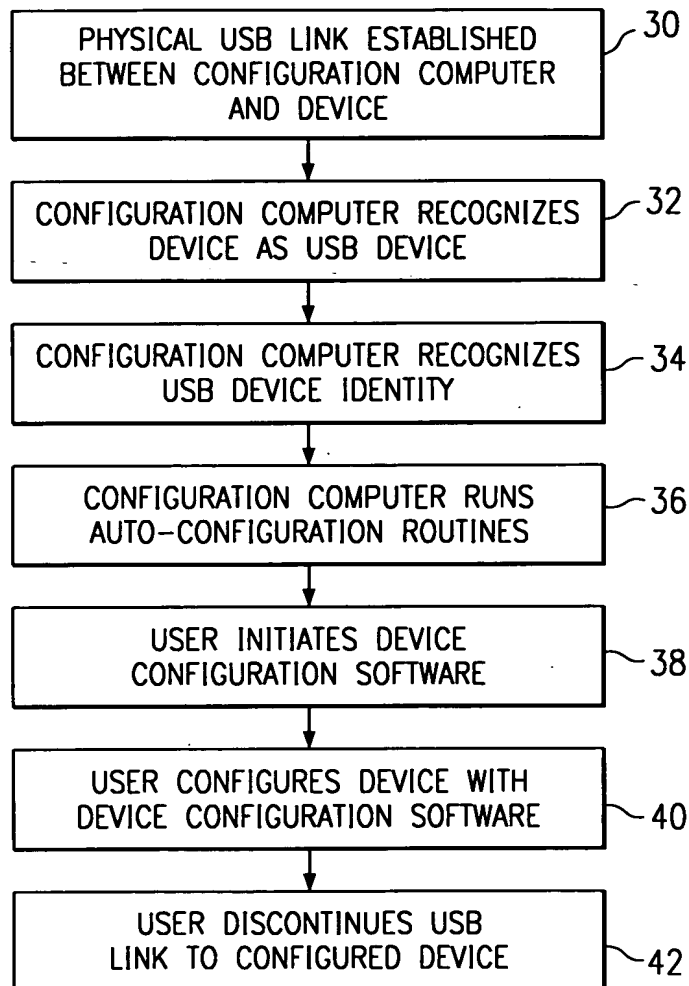 PHYSICAL USB LINK ESTABLISHED
BETWEEN CONFIGURATION COMPUTER
AND DEVICE
30
CONFIGURATION COMPUTER RECOGNIZES
DEVICE AS USB DEVICE
32
CONFIGURATION COMPUTER RECOGNIZES
USB DEVICE IDENTITY
34
CONFIGURATION COMPUTER RUNS
AUTO-CONFIGURATION ROUTINES
36
USER INITIATES DEVICE
CONFIGURATION SOFTWARE
38
USER CONFIGURES DEVICE WITH
DEVICE CONFIGURATION SOFTWARE
40
USER DISCONTINUES USB
LINK TO CONFIGURED DEVICE
42